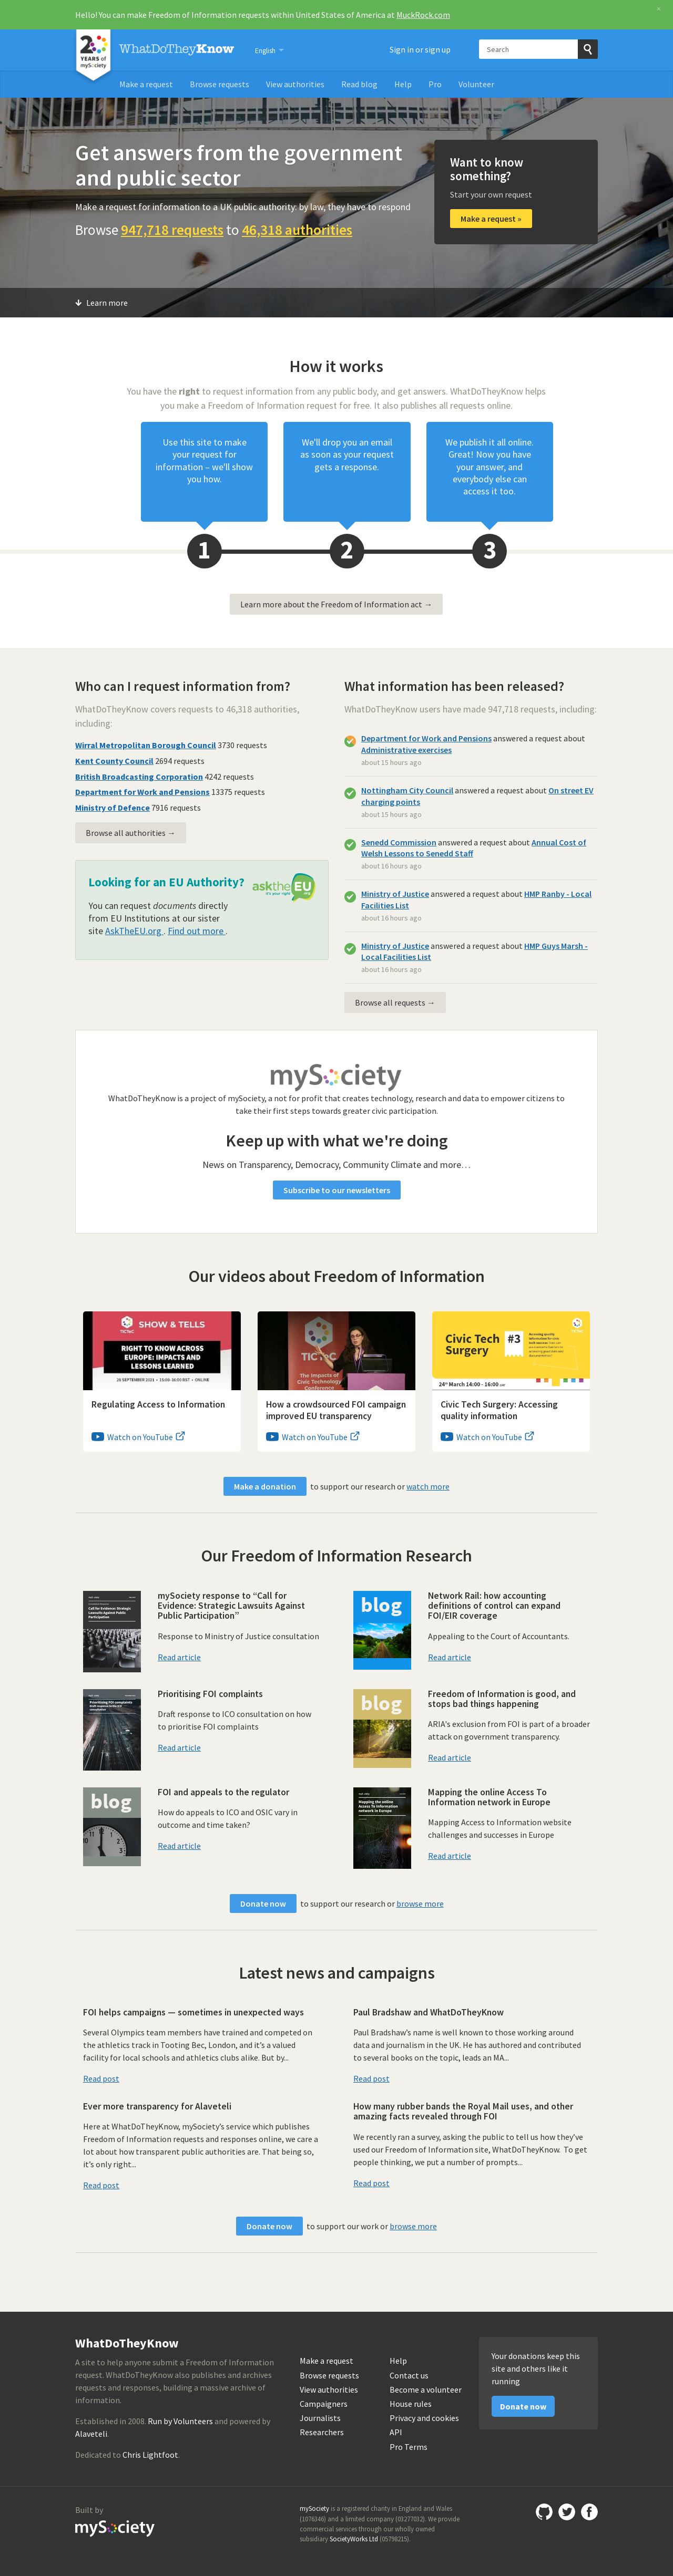 Hello! You can make Freedom of Information requests within United States of America at MuckRock.com
×
20
YEARS of
mySociety
WhatDoTheyKnow
English
Sign in or sign up
Search
Make a request
Browse requests
View authorities
Read blog
Help
Pro
Volunteer
Get answers from the government
and public sector
Make a request for information to a UK public authority: by law, they have to respond
Browse 947,718 requests to 46,318 authorities
Want to know
something?
Start your own request
Make a request »
Learn more
How it works
You have the right to request information from any public body, and get answers. WhatDoTheyKnow helps
you make a Freedom of Information request for free. It also publishes all requests online.
Use this site to make
your request for
information – we'll show
you how.
We'll drop you an email
as soon as your request
gets a response.
We publish it all online.
Great! Now you have
your answer, and
everybody else can
access it too.
1
2
3
Learn more about the Freedom of Information act →
Who can I request information from?
WhatDoTheyKnow covers requests to 46,318 authorities,
including:
Wirral Metropolitan Borough Council 3730 requests
Kent County Council 2694 requests
British Broadcasting Corporation 4242 requests
Department for Work and Pensions 13375 requests
Ministry of Defence 7916 requests
Browse all authorities →
Looking for an EU Authority?
asktheEU
You can request documents directly
from EU Institutions at our sister
site AskTheEU.org . Find out more .
What information has been released?
WhatDoTheyKnow users have made 947,718 requests, including:
Department for Work and Pensions answered a request about
Administrative exercises
about 15 hours ago
Nottingham City Council answered a request about On street EV
charging points
about 15 hours ago
Senedd Commission answered a request about Annual Cost of
Welsh Lessons to Senedd Staff
about 16 hours ago
Ministry of Justice answered a request about HMP Ranby - Local
Facilities List
about 16 hours ago
Ministry of Justice answered a request about HMP Guys Marsh -
Local Facilities List
about 16 hours ago
Browse all requests →
mySociety
WhatDoTheyKnow is a project of mySociety, a not for profit that creates technology, research and data to empower citizens to
take their first steps towards greater civic participation.
Keep up with what we're doing
News on Transparency, Democracy, Community Climate and more…
Subscribe to our newsletters
Our videos about Freedom of Information
TICTeC
SHOW & TELLS
RIGHT TO KNOW ACROSS
EUROPE: IMPACTS AND
LESSONS LEARNED
Regulating Access to Information
Watch on YouTube
TICTeC
The Impacts of
Civic Technology
Conference
How a crowdsourced FOI campaign
improved EU transparency
Watch on YouTube
Civic Tech
Surgery
#3
24th March 14:00 - 16:00
Civic Tech Surgery: Accessing
quality information
Watch on YouTube
Make a donation to support our research or watch more
Our Freedom of Information Research
mySociety response to “Call for
Evidence: Strategic Lawsuits Against
Public Participation”
Response to Ministry of Justice consultation
Read article
blog
Network Rail: how accounting
definitions of control can expand
FOI/EIR coverage
Appealing to the Court of Accountants.
Read article
Prioritising FOI complaints
Draft response to ICO consultation on how
to prioritise FOI complaints
Read article
blog
Freedom of Information is good, and
stops bad things happening
ARIA's exclusion from FOI is part of a broader
attack on government transparency.
Read article
blog
FOI and appeals to the regulator
How do appeals to ICO and OSIC vary in
outcome and time taken?
Read article
Mapping the online
Access To Information
network in Europe
Mapping the online Access To
Information network in Europe
Mapping Access to Information website
challenges and successes in Europe
Read article
Donate now to support our research or browse more
Latest news and campaigns
FOI helps campaigns — sometimes in unexpected ways
Several Olympics team members have trained and competed on
the athletics track in Tooting Bec, London, and it’s a valued
facility for local schools and athletics clubs alike. But by...
Read post
Paul Bradshaw and WhatDoTheyKnow
Paul Bradshaw’s name is well known to those working around
data and journalism in the UK. He has authored and contributed
to several books on the topic, leads an MA...
Read post
Ever more transparency for Alaveteli
Here at WhatDoTheyKnow, mySociety’s service which publishes
Freedom of Information requests and responses online, we care a
lot about how transparent public authorities are. That being so,
it’s only right...
Read post
How many rubber bands the Royal Mail uses, and other
amazing facts revealed through FOI
We recently ran a survey, asking the public to tell us how they’ve
used our Freedom of Information site, WhatDoTheyKnow. To get
people thinking, we put a number of prompts...
Read post
Donate now to support our work or browse more
WhatDoTheyKnow
A site to help anyone submit a Freedom of Information
request. WhatDoTheyKnow also publishes and archives
requests and responses, building a massive archive of
information.
Established in 2008. Run by Volunteers and powered by
Alaveteli.
Dedicated to Chris Lightfoot.
Make a request
Browse requests
View authorities
Campaigners
Journalists
Researchers
Help
Contact us
Become a volunteer
House rules
Privacy and cookies
API
Pro Terms
Your donations keep this
site and others like it
running
Donate now
Built by
mySociety
mySociety is a registered charity in England and Wales
(1076346) and a limited company (03277032). We provide
commercial services through our wholly owned
subsidiary SocietyWorks Ltd (05798215).